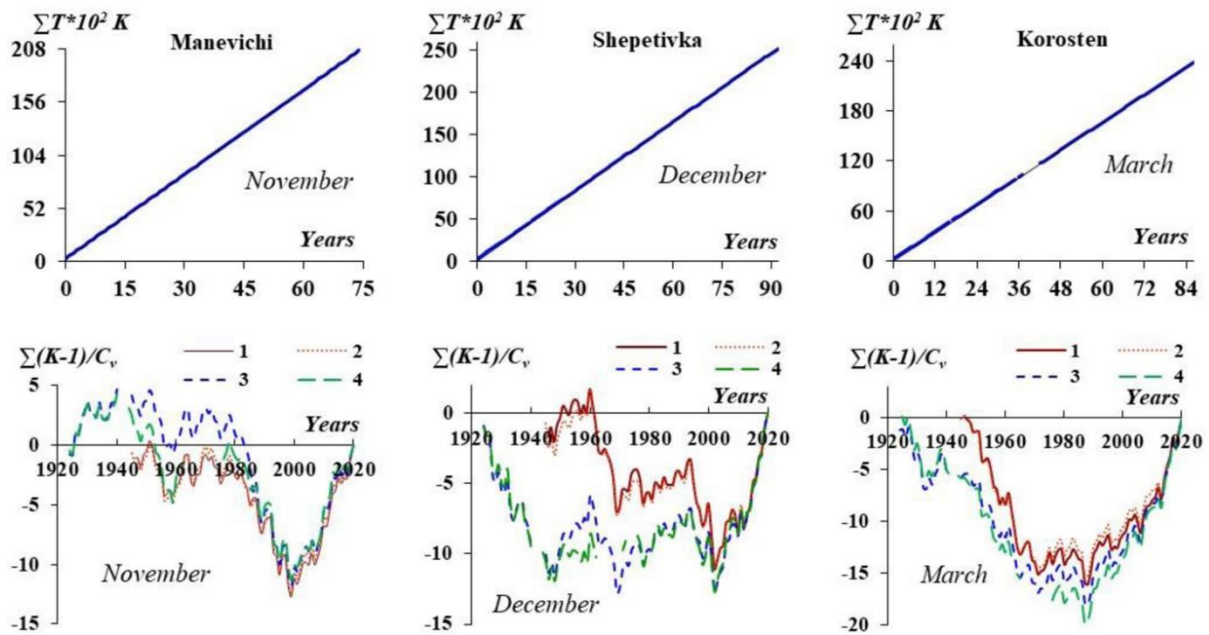 ∑T*10² K
Manevichi
208
156
104
52
0
November
Years
0 15 30 45 60 75
∑T*10² K
Shepetivka
250
200
150
100
50
0
December
Years
0 15 30 45 60 75 90
∑T*10² K
Korosten
240
180
120
60
0
March
Years
0 12 24 36 48 60 72 84
∑(K-1)/Cᵥ
1 2
3 4
5
0
-5
-10
-15
Years
1920 1940 1960 1980 2000 2020
November
∑(K-1)/Cᵥ
1 2
3 4
0
-5
-10
-15
Years
1920 1940 1960 1980 2000 2020
December
∑(K-1)/Cᵥ
1 2
3 4
Years
0
-5
-10
-15
-20
1920 1940 1960 1980 2000 2020
March